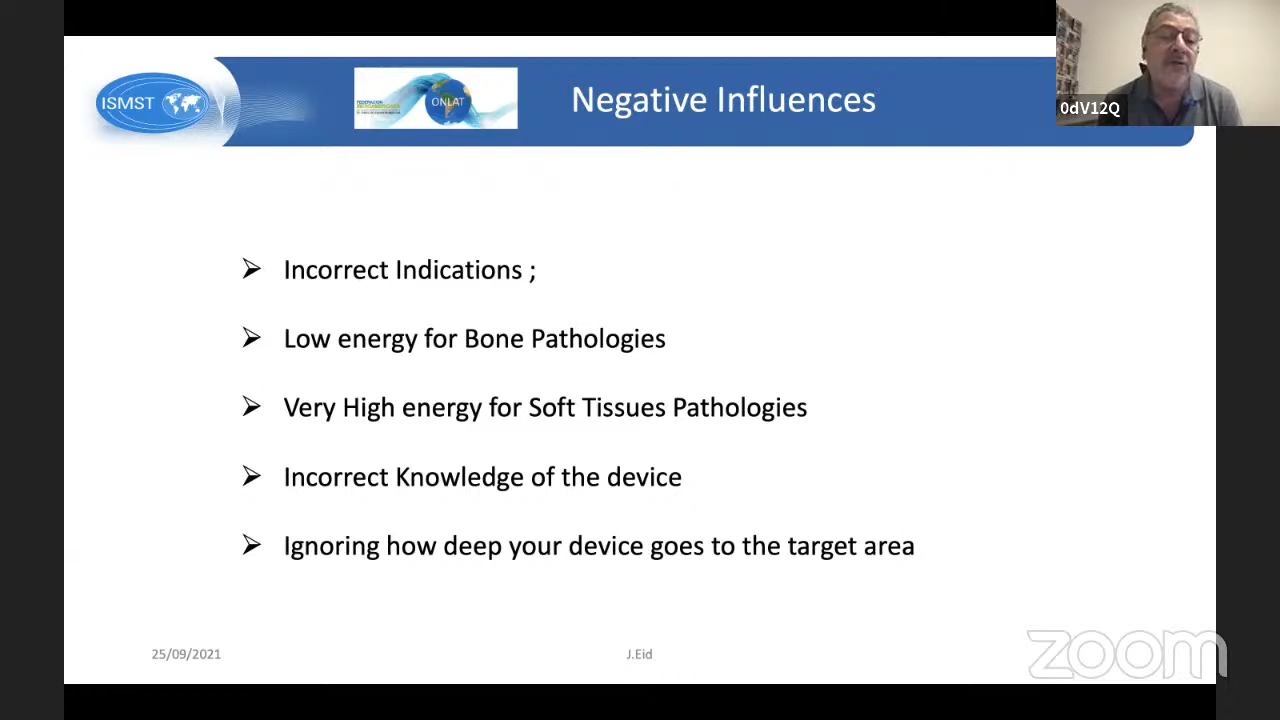 ISMST
ONLAT
Negative Influences
0dV12Q
➢ Incorrect Indications ;
➢ Low energy for Bone Pathologies
➢ Very High energy for Soft Tissues Pathologies
➢ Incorrect Knowledge of the device
➢ Ignoring how deep your device goes to the target area
25/09/2021
J.Eid
zoom